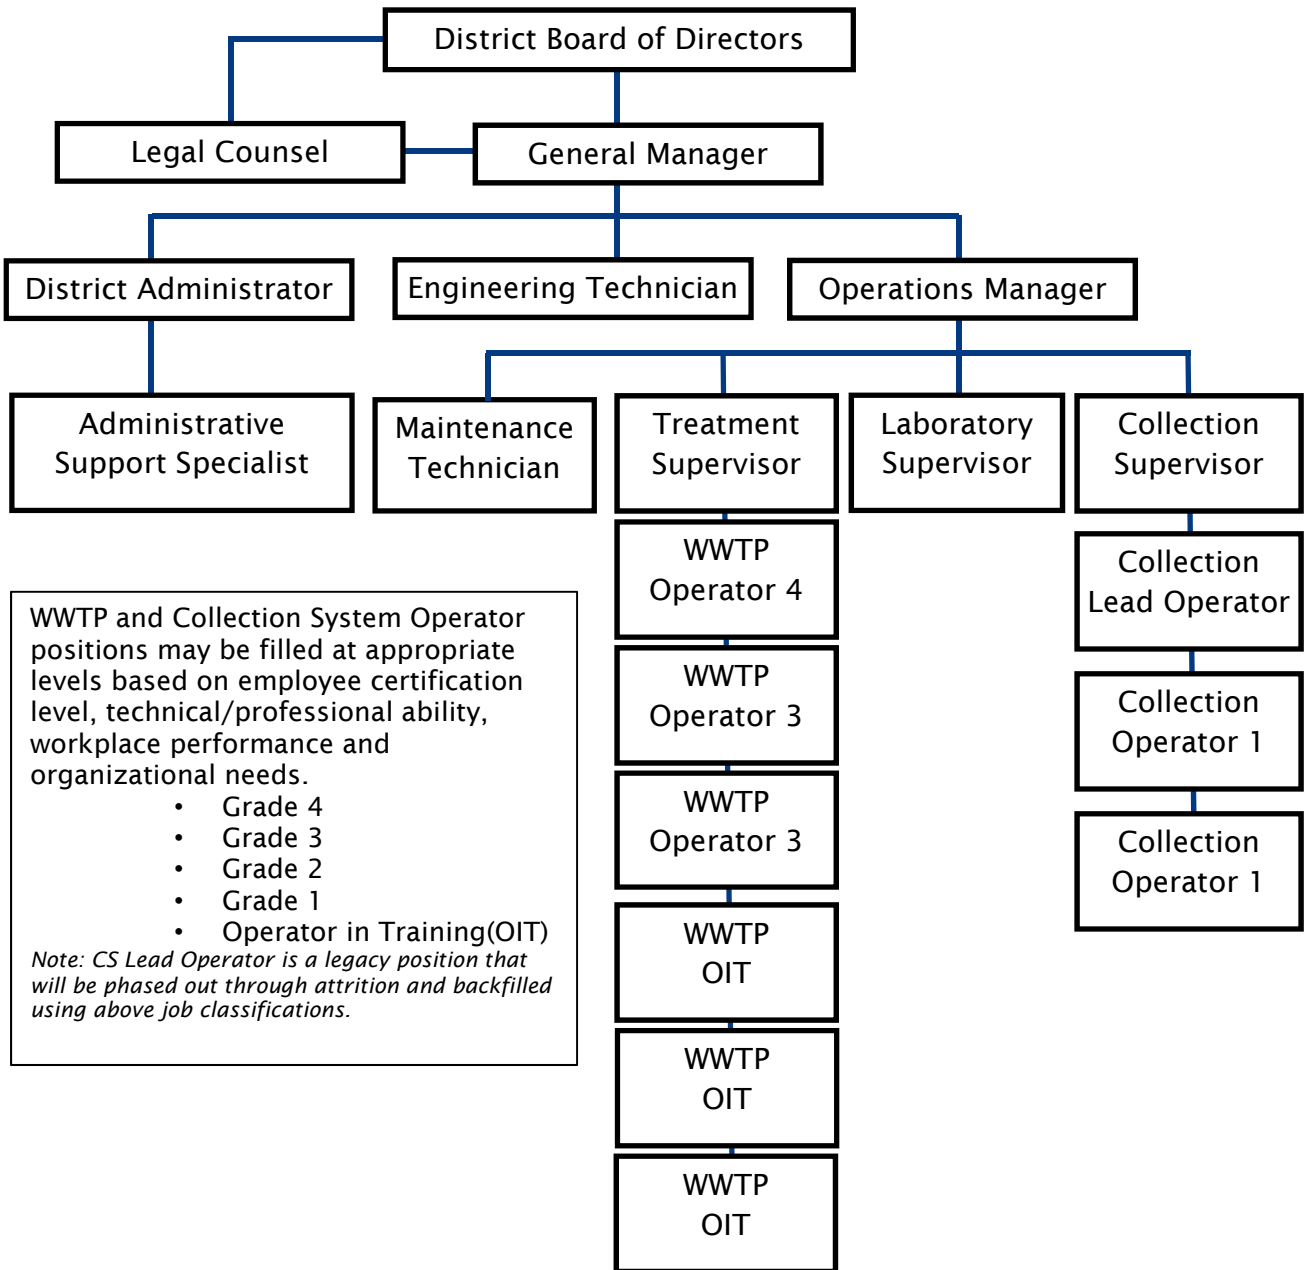 District Board of Directors
Legal Counsel
General Manager
District Administrator
Engineering Technician
Operations Manager
Administrative
Support Specialist
Maintenance
Technician
Treatment
Supervisor
Laboratory
Supervisor
Collection
Supervisor
WWTP
Operator 4
WWTP
Operator 3
WWTP
Operator 3
WWTP
OIT
WWTP
OIT
WWTP
OIT
Collection
Lead Operator
Collection
Operator 1
Collection
Operator 1
WWTP and Collection System Operator
positions may be filled at appropriate
levels based on employee certification
level, technical/professional ability,
workplace performance and
organizational needs.
• Grade 4
• Grade 3
• Grade 2
• Grade 1
• Operator in Training(OIT)
Note: CS Lead Operator is a legacy position that
will be phased out through attrition and backfilled
using above job classifications.